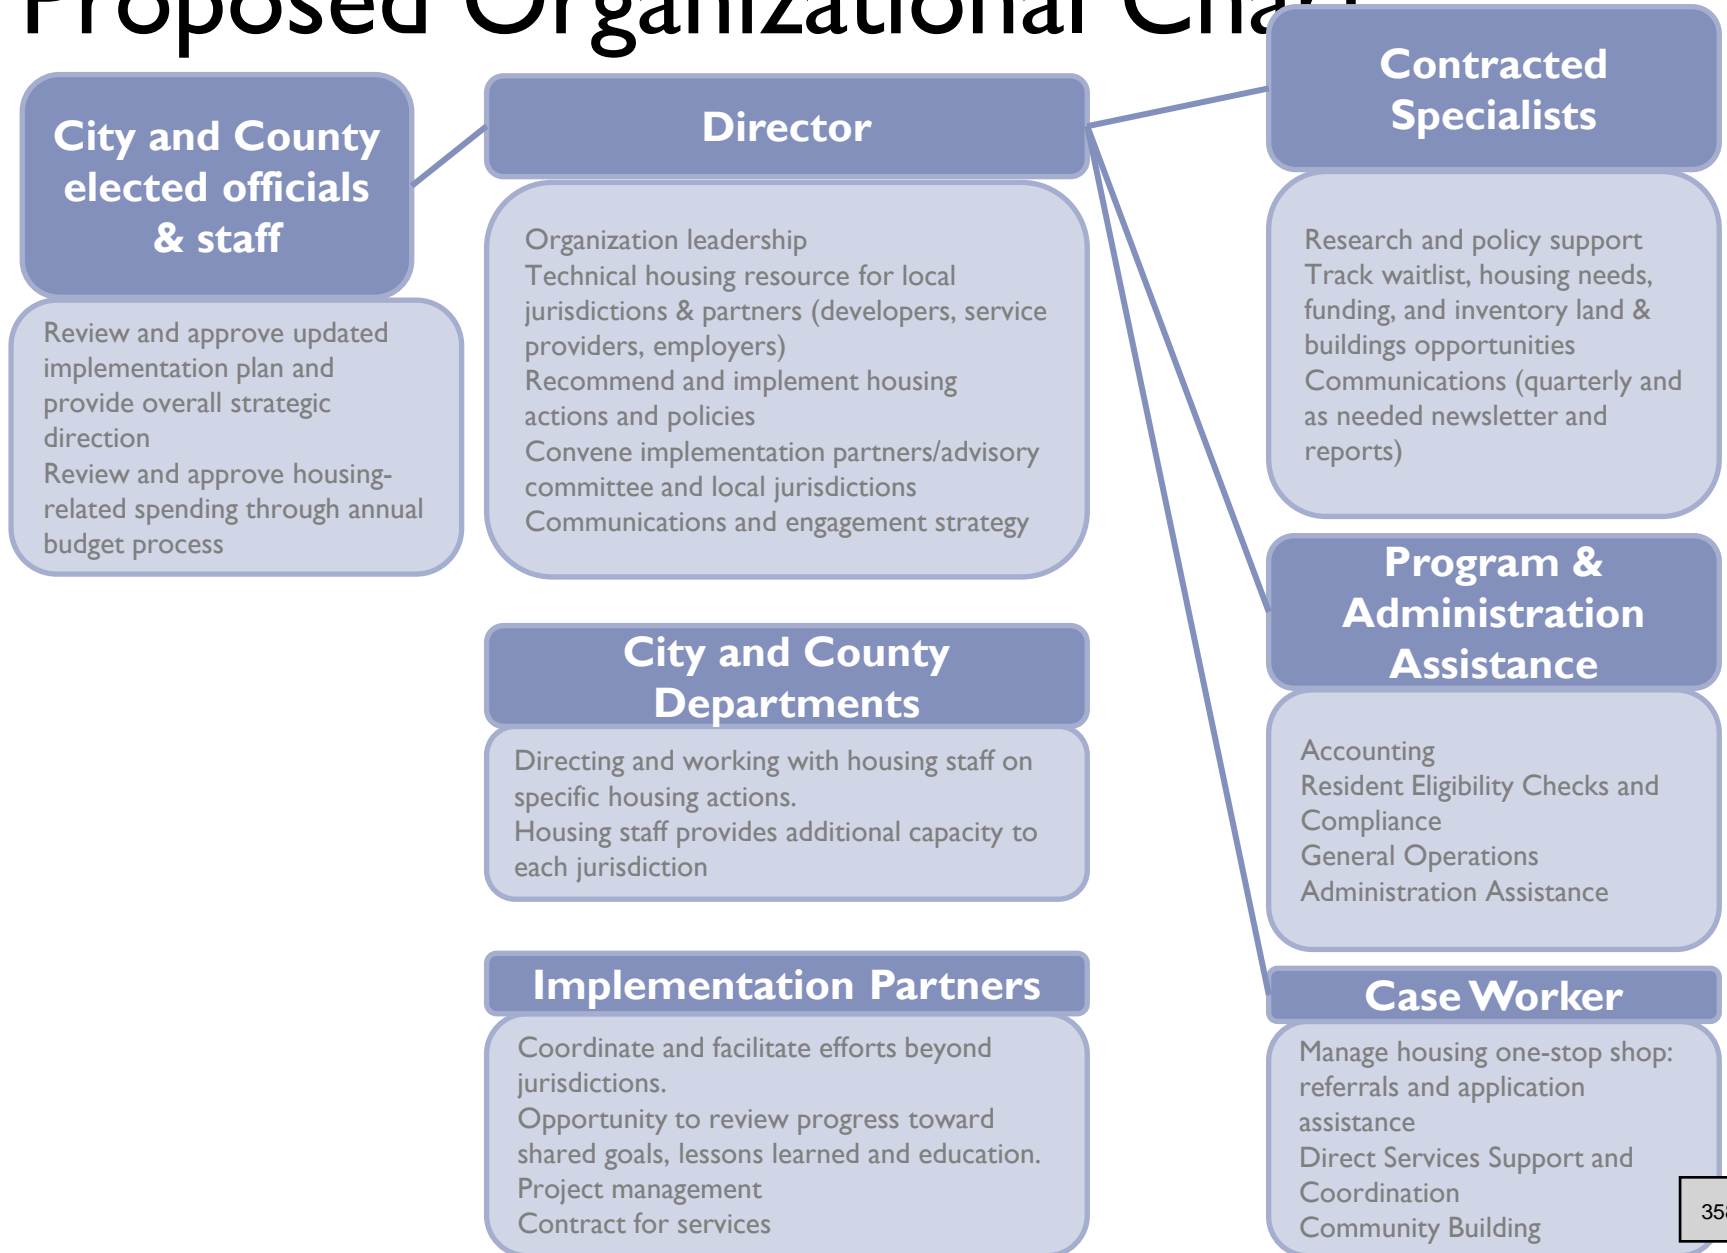 Proposed Organizational Chart
City and County
elected officials
& staff
Review and approve updated
implementation plan and
provide overall strategic
direction
Review and approve housing-
related spending through annual
budget process
Director
Organization leadership
Technical housing resource for local
jurisdictions & partners (developers, service
providers, employers)
Recommend and implement housing
actions and policies
Convene implementation partners/advisory
committee and local jurisdictions
Communications and engagement strategy
City and County
Departments
Directing and working with housing staff on
specific housing actions.
Housing staff provides additional capacity to
each jurisdiction
Implementation Partners
Coordinate and facilitate efforts beyond
jurisdictions.
Opportunity to review progress toward
shared goals, lessons learned and education.
Project management
Contract for services
Contracted
Specialists
Research and policy support
Track waitlist, housing needs,
funding, and inventory land &
buildings opportunities
Communications (quarterly and
as needed newsletter and
reports)
Program &
Administration
Assistance
Accounting
Resident Eligibility Checks and
Compliance
General Operations
Administration Assistance
Case Worker
Manage housing one-stop shop:
referrals and application
assistance
Direct Services Support and
Coordination
Community Building
358